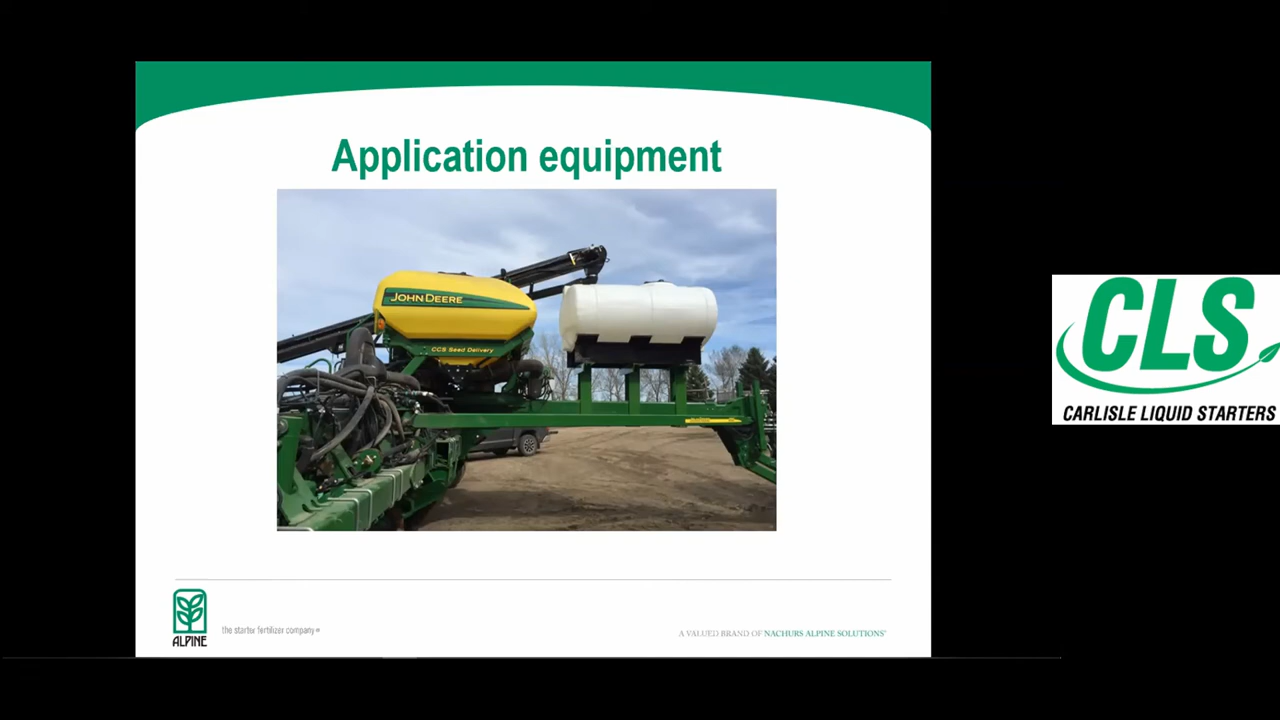 Application equipment
JOHN DEERE
CCS Seed Delivery
CLS
CARLISLE LIQUID STARTERS
ALPINE
the starter fertilizer company
A VALUED BRAND OF NACHURS ALPINE SOLUTIONS